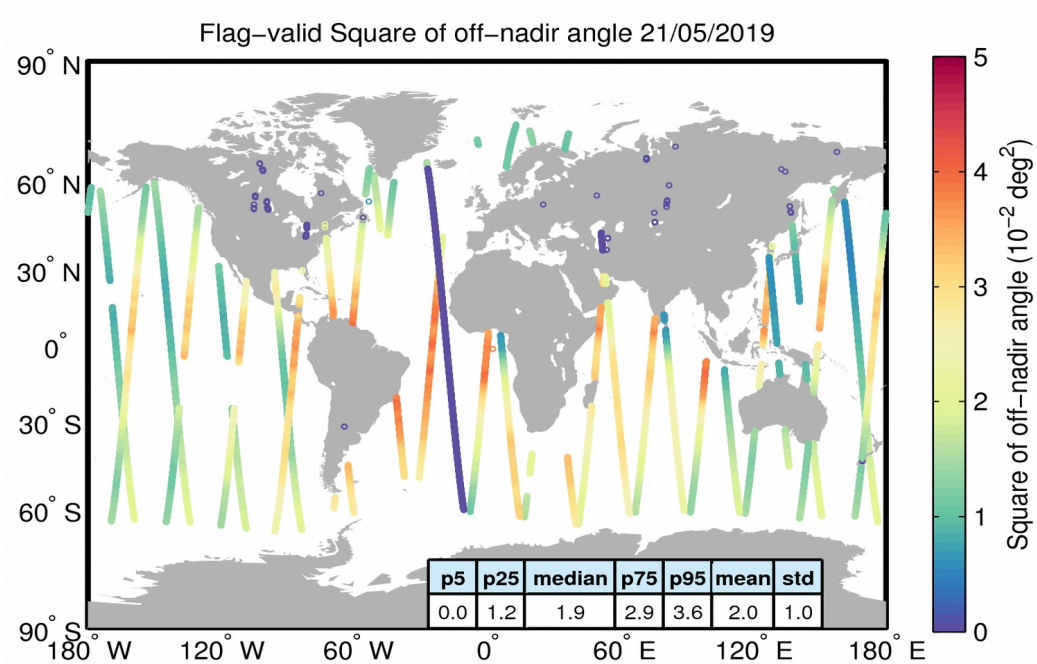 Flag−valid Square of off−nadir angle 21/05/2019
90° N
60° N
30° N
0°
30° S
60° S
90° S
180° W
120° W
60° W
0°
60° E
120° E
180° E
p5 p25 median p75 p95 mean std
0.0 1.2 1.9 2.9 3.6 2.0 1.0
5
4
3
2
1
0
Square of off−nadir angle (10⁻² deg²)